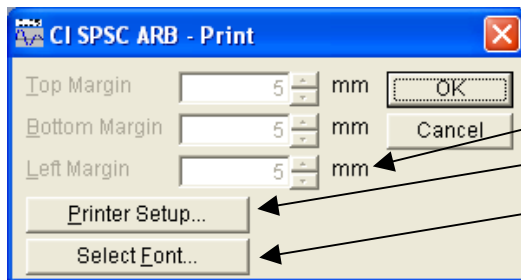 CI SPSC ARB - Print
Top Margin 5 mm OK
Bottom Margin 5 mm Cancel
Left Margin 5 mm
Printer Setup...
Select Font...